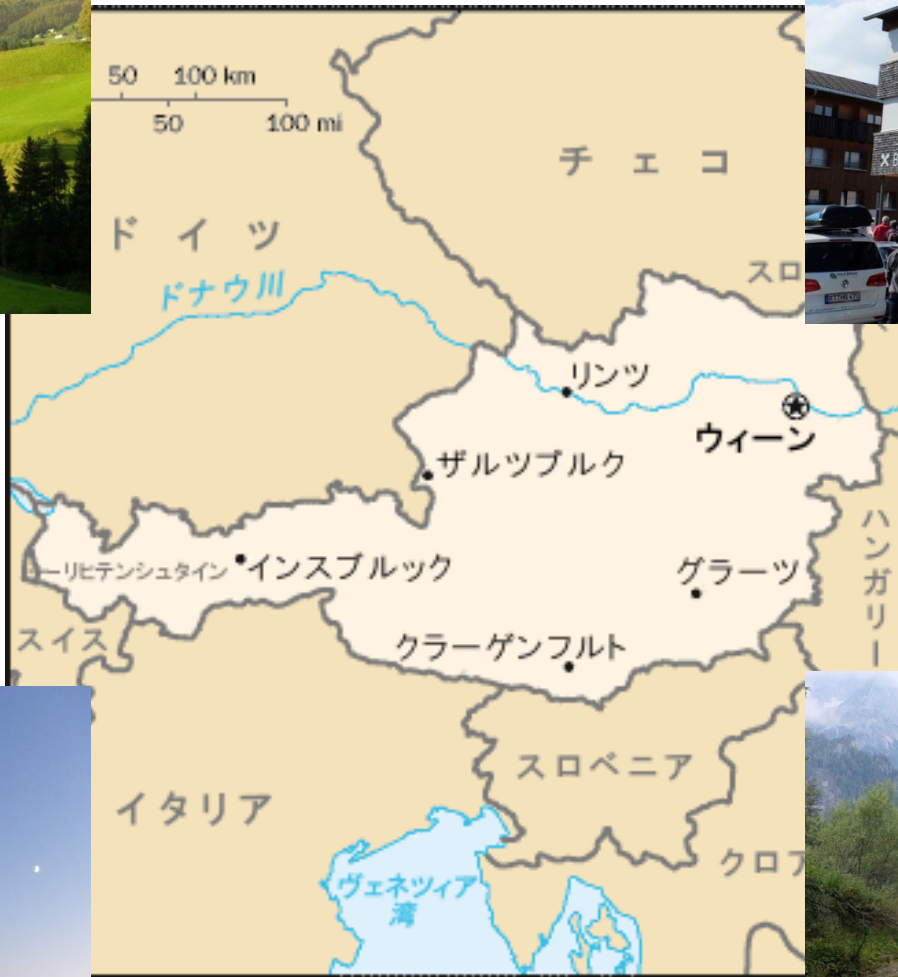 50 100 km
50 100 mi
チェコ
ドイツ
スロ
ドナウ川
リンツ
ウィーン
ザルツブルク
ハンガリー
リヒテンシュタイン
インスブルック
グラーツ
スイス
クラーゲンフルト
スロベニア
イタリア
クロア
ヴェネツィア
湾